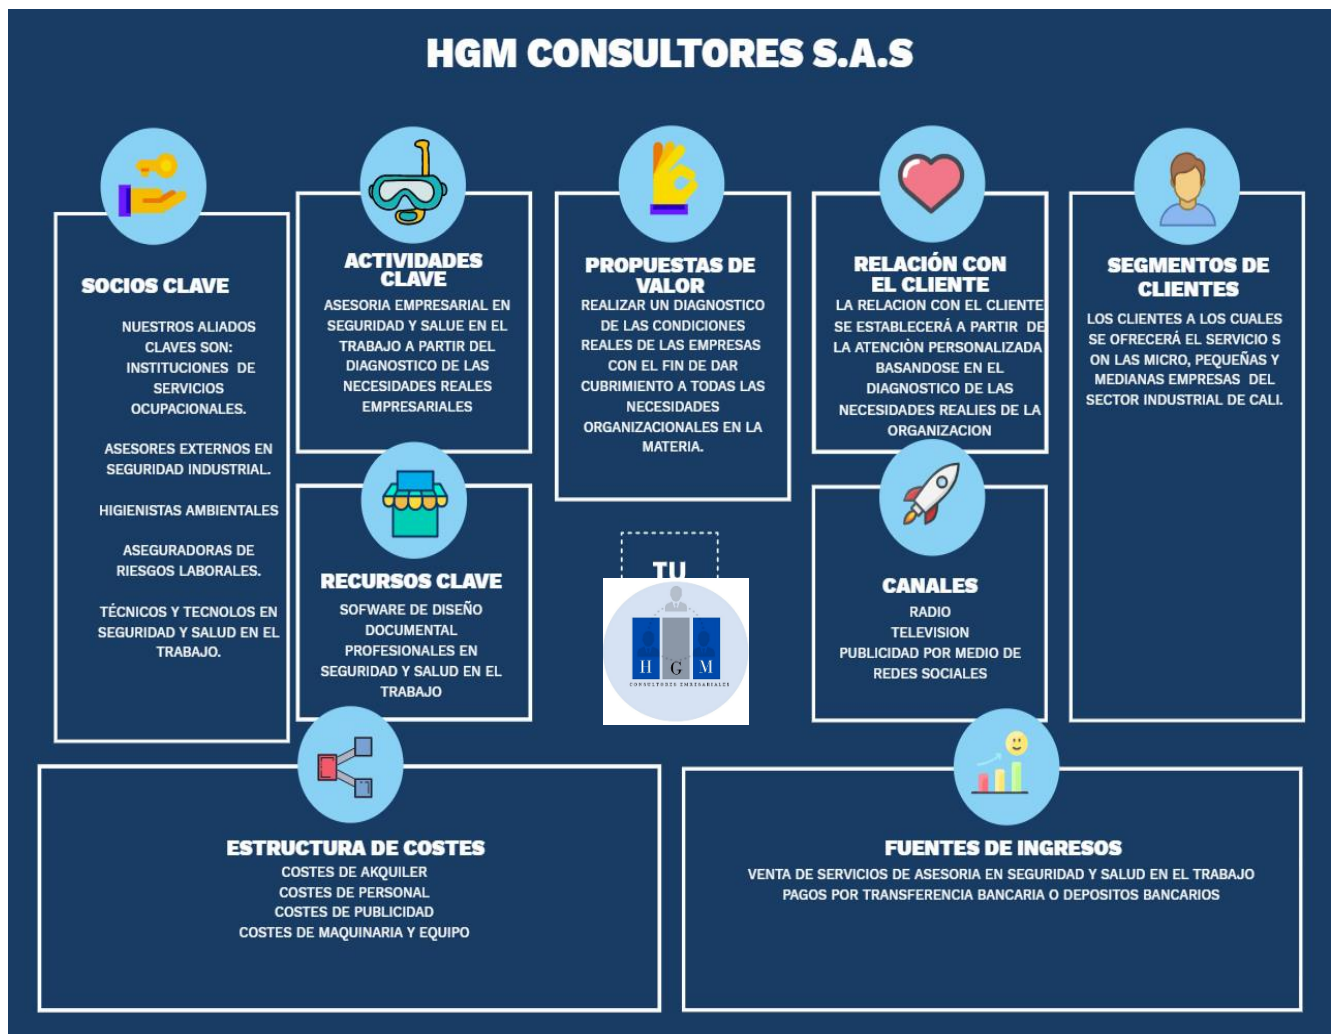 HGM CONSULTORES S.A.S
SOCIOS CLAVE
NUESTROS ALIADOS
CLAVES SON:
INSTITUCIONES DE
SERVICIOS
OCUPACIONALES.
ASESORES EXTERNOS EN
SEGURIDAD INDUSTRIAL.
HIGIENISTAS AMBIENTALES
ASEGURADORAS DE
RIESGOS LABORALES.
TÉCNICOS Y TECNOLOS EN
SEGURIDAD Y SALUD EN EL
TRABAJO.
ACTIVIDADES
CLAVE
ASESORIA EMPRESARIAL EN
SEGURIDAD Y SALUE EN EL
TRABAJO A PARTIR DEL
DIAGNOSTICO DE LAS
NECESIDADES REALES
EMPRESARIALES
RECURSOS CLAVE
SOFWARE DE DISEÑO
DOCUMENTAL
PROFESIONALES EN
SEGURIDAD Y SALUD EN EL
TRABAJO
PROPUESTAS DE
VALOR
REALIZAR UN DIAGNOSTICO
DE LAS CONDICIONES
REALES DE LAS EMPRESAS
CON EL FIN DE DAR
CUBRIMIENTO A TODAS LAS
NECESIDADES
ORGANIZACIONALES EN LA
MATERIA.
TU
H G M
CONSULTORES EMPRESARIALES
RELACIÓN CON
EL CLIENTE
LA RELACION CON EL CLIENTE
SE ESTABLECERÁ A PARTIR DE
LA ATENCIÒN PERSONALIZADA
BASANDOSE EN EL
DIAGNOSTICO DE LAS
NECESIDADES REALIES DE LA
ORGANIZACION
CANALES
RADIO
TELEVISION
PUBLICIDAD POR MEDIO DE
REDES SOCIALES
SEGMENTOS DE
CLIENTES
LOS CLIENTES A LOS CUALES
SE OFRECERÁ EL SERVICIO S
ON LAS MICRO, PEQUEÑAS Y
MEDIANAS EMPRESAS DEL
SECTOR INDUSTRIAL DE CALI.
ESTRUCTURA DE COSTES
COSTES DE AKQUILER
COSTES DE PERSONAL
COSTES DE PUBLICIDAD
COSTES DE MAQUINARIA Y EQUIPO
FUENTES DE INGRESOS
VENTA DE SERVICIOS DE ASESORIA EN SEGURIDAD Y SALUD EN EL TRABAJO
PAGOS POR TRANSFERENCIA BANCARIA O DEPOSITOS BANCARIOS